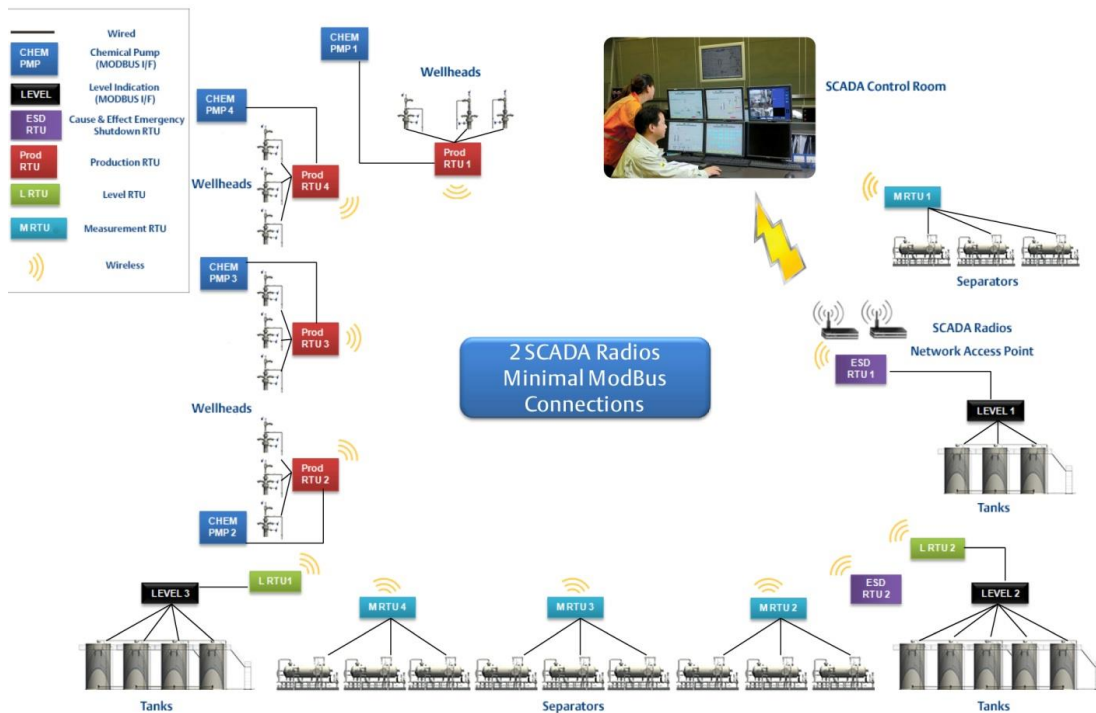 Wired
CHEM
PMP
Chemical Pump
(MODBUS I/F)
LEVEL
Level Indication
(MODBUS I/F)
ESD
RTU
Cause & Effect Emergency
Shutdown RTU
Prod
RTU
Production RTU
L RTU
Level RTU
M RTU
Measurement RTU
Wireless
CHEM
PMP 1
Wellheads
Prod
RTU 1
CHEM
PMP 4
Wellheads
Prod
RTU 4
SCADA Control Room
M RTU 1
Separators
CHEM
PMP 3
Prod
RTU 3
Wellheads
SCADA Radios
Network Access Point
ESD
RTU 1
2 SCADA Radios
Minimal ModBus
Connections
LEVEL 1
Tanks
Prod
RTU 2
CHEM
PMP 2
L RTU1
LEVEL 3
Tanks
M RTU 4
M RTU 3
M RTU 2
Separators
ESD
RTU 2
L RTU 2
LEVEL 2
Tanks